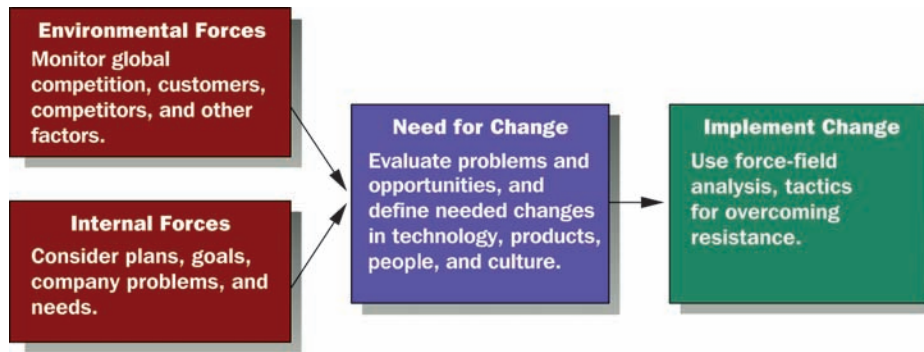 Environmental Forces
Monitor global
competition, customers,
competitors, and other
factors.
Internal Forces
Consider plans, goals,
company problems, and
needs.
Need for Change
Evaluate problems and
opportunities, and
define needed changes
in technology, products,
people, and culture.
Implement Change
Use force-field
analysis, tactics
for overcoming
resistance.